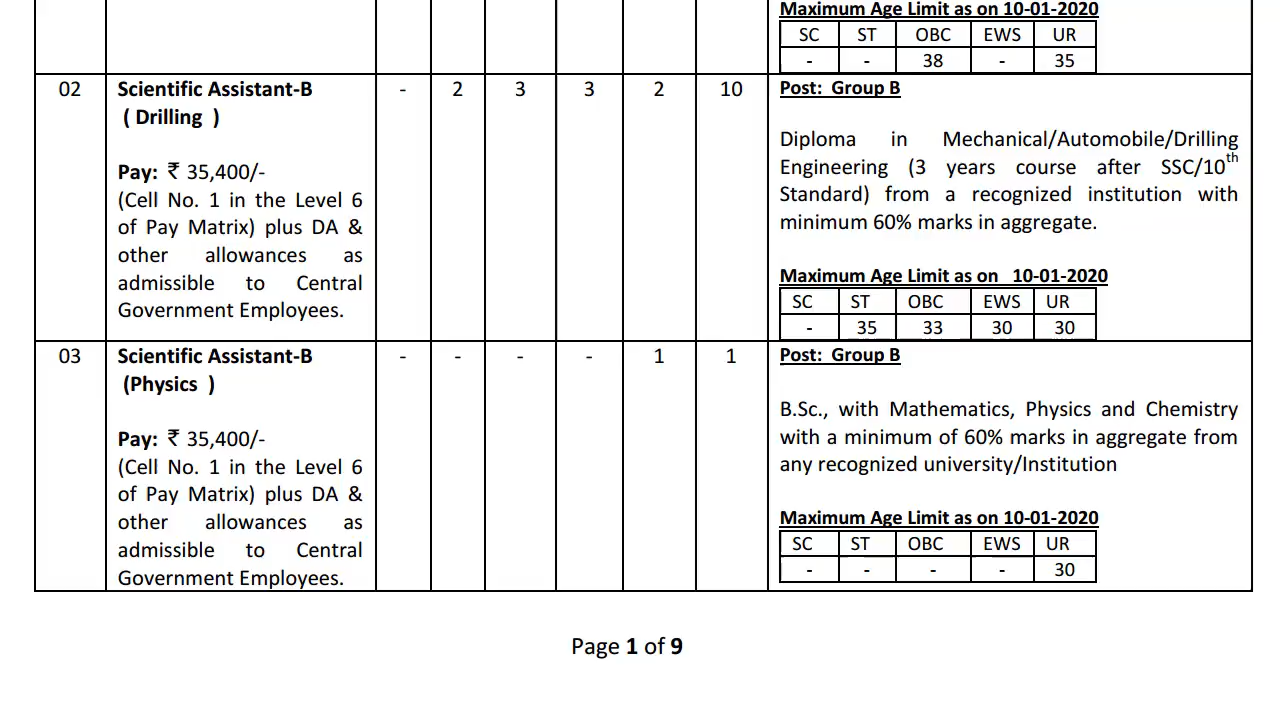 Maximum Age Limit as on 10-01-2020
SC ST OBC EWS UR
- - 38 - 35
02 Scientific Assistant-B - 2 3 3 2 10 Post: Group B
( Drilling )
Diploma in Mechanical/Automobile/Drilling
Pay: ₹ 35,400/- Engineering (3 years course after SSC/10th
(Cell No. 1 in the Level 6 Standard) from a recognized institution with
of Pay Matrix) plus DA & minimum 60% marks in aggregate.
other allowances as
admissible to Central Maximum Age Limit as on 10-01-2020
Government Employees. SC ST OBC EWS UR
- 35 33 30 30
03 Scientific Assistant-B - - - - 1 1 Post: Group B
(Physics )
B.Sc., with Mathematics, Physics and Chemistry
Pay: ₹ 35,400/- with a minimum of 60% marks in aggregate from
(Cell No. 1 in the Level 6 any recognized university/Institution
of Pay Matrix) plus DA &
other allowances as Maximum Age Limit as on 10-01-2020
admissible to Central SC ST OBC EWS UR
Government Employees. - - - - 30
Page 1 of 9